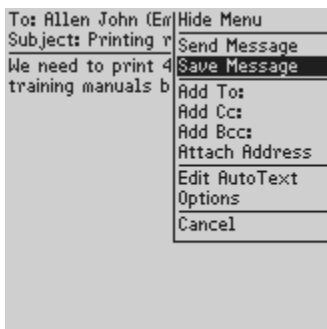 To: Allen John (Em
Subject: Printing r
We need to print 4
training manuals b
Hide Menu
Send Message
Save Message
Add To:
Add Cc:
Add Bcc:
Attach Address
Edit AutoText
Options
Cancel